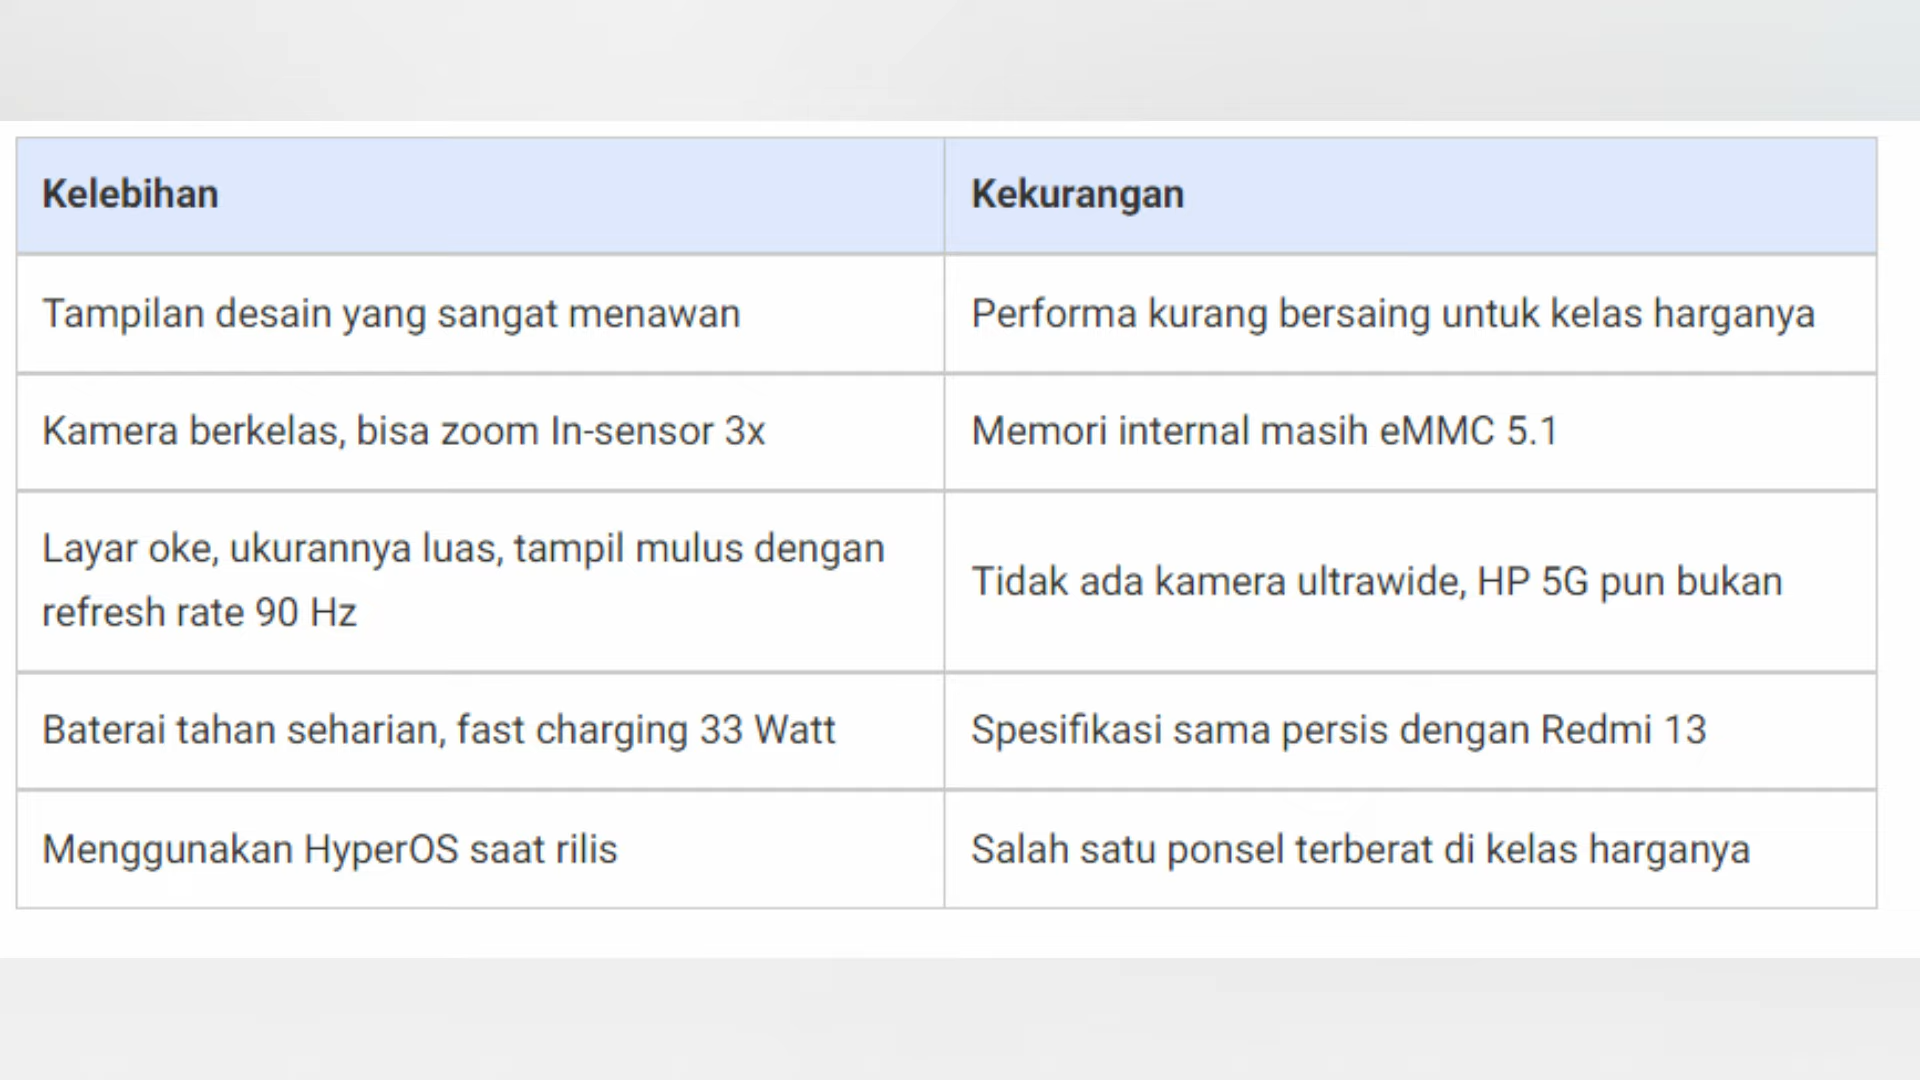 Kelebihan
Kekurangan
Tampilan desain yang sangat menawan
Performa kurang bersaing untuk kelas harganya
Kamera berkelas, bisa zoom In-sensor 3x
Memori internal masih eMMC 5.1
Layar oke, ukurannya luas, tampil mulus dengan
refresh rate 90 Hz
Tidak ada kamera ultrawide, HP 5G pun bukan
Baterai tahan seharian, fast charging 33 Watt
Spesifikasi sama persis dengan Redmi 13
Menggunakan HyperOS saat rilis
Salah satu ponsel terberat di kelas harganya